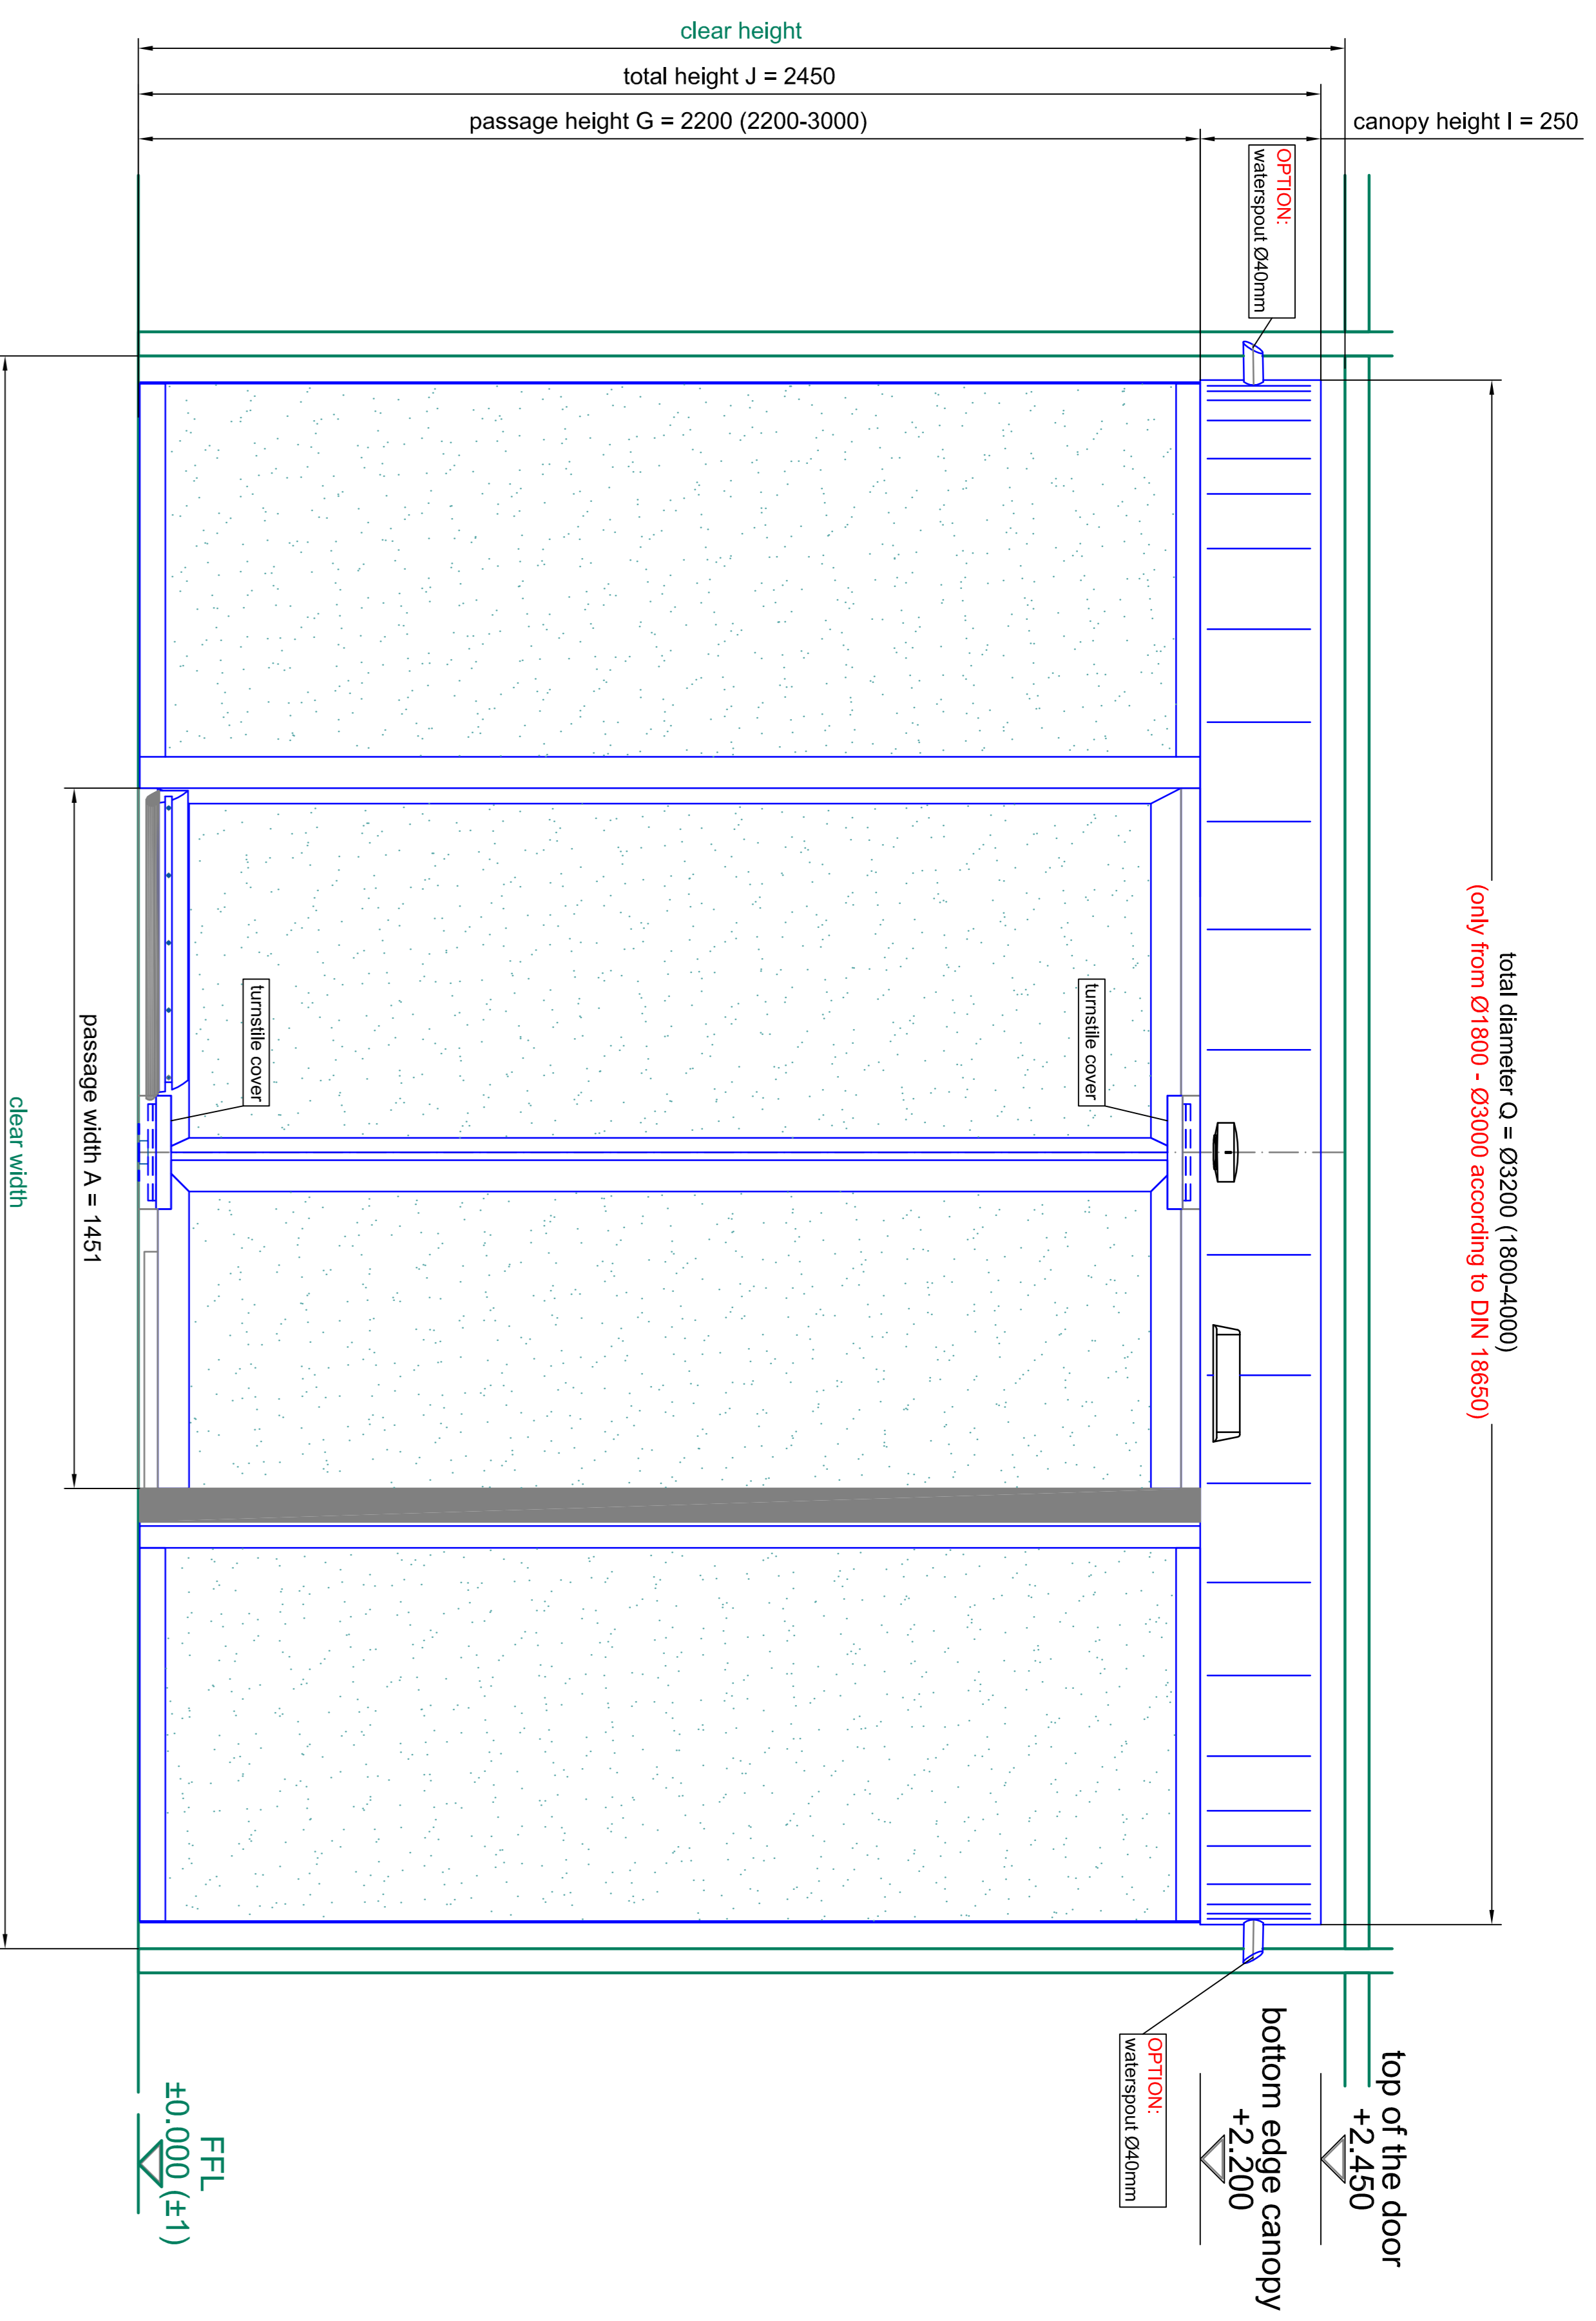 clear height
total height J = 2450
passage height G = 2200 (2200-3000)
canopy height I = 250
OPTION:
waterspout Ø40mm
total diameter Q = Ø3200 (1800-4000)
(only from Ø1800 - Ø3000 according to DIN 18650)
turnstile cover
turnstile cover
passage width A = 1451
clear width
top of the door
+2.450
bottom edge canopy
+2.200
OPTION:
waterspout Ø40mm
FFL
±0.000 (±1)